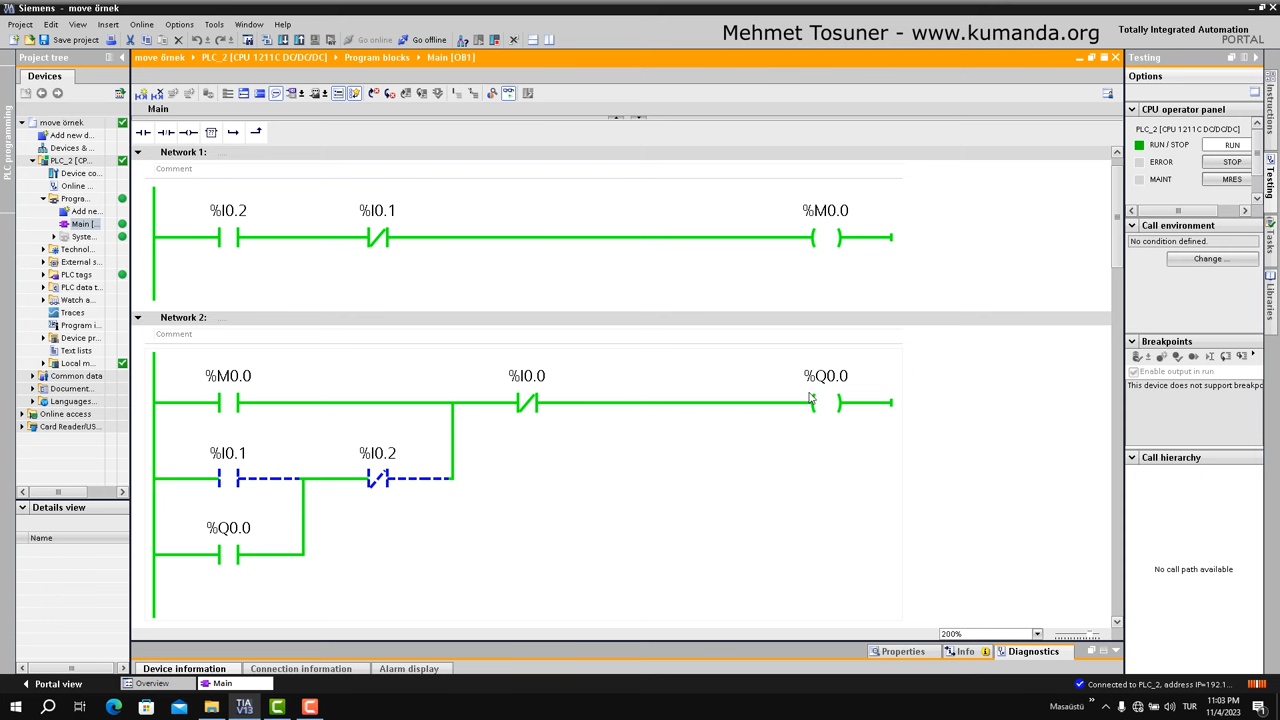 Siemens - move örnek
Project Edit View Insert Online Options Tools Window Help
Mehmet Tosuner - www.kumanda.org
Totally Integrated Automation
PORTAL
Save project
Go online
Go offline
Project tree
move örnek
PLC_2 [CPU 1211C DC/DC/DC]
Program blocks
Main [OB1]
Testing
Devices
Options
Main
CPU operator panel
PLC_2 [CPU 1211C DC/DC/DC]
RUN / STOP
RUN
ERROR
STOP
MAINT
MRES
PLC programming
move örnek
Add new d...
Devices & ...
PLC_2 [CP...
Device co...
Online ...
Progra...
Add ne...
Main [...
Syste...
Technol...
External s...
PLC tags
PLC data t...
Watch a...
Traces
Program i...
Device pr...
Text lists
Local m...
Common data
Document...
Languages...
Online access
Card Reader/US...
Network 1:
.....
Comment
%I0.2
%I0.1
%M0.0
Network 2:
.....
Comment
%M0.0
%I0.0
%Q0.0
%I0.1
%I0.2
%Q0.0
Call environment
No condition defined.
Change ...
Breakpoints
Enable output in run
This device does not support breakpo
Call hierarchy
No call path available
Instructions
Testing
Tasks
Libraries
Details view
Name
200%
Properties
Info
Diagnostics
Device information
Connection information
Alarm display
Portal view
Overview
Main
Connected to PLC_2, address IP=192.1...
TIA
V13
Masaüstü
TUR
11:03 PM
11/4/2023